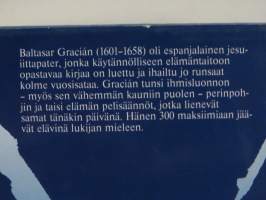 Baltasar Gracián (1601–1658) oli espanjalainen jesu-
iittapater, jonka käytännölliseen elämäntaitoon
opastavaa kirjaa on luettu ja ihailtu jo runsaat
kolme vuosisataa. Gracián tunsi ihmisluonnon
– myös sen vähemmän kauniin puolen – perinpoh-
jin ja taisi elämän pelisäännöt, jotka lienevät
samat tänäkin päivänä. Hänen 300 maksiimiaan jää-
vät elävinä lukijan mieleen.